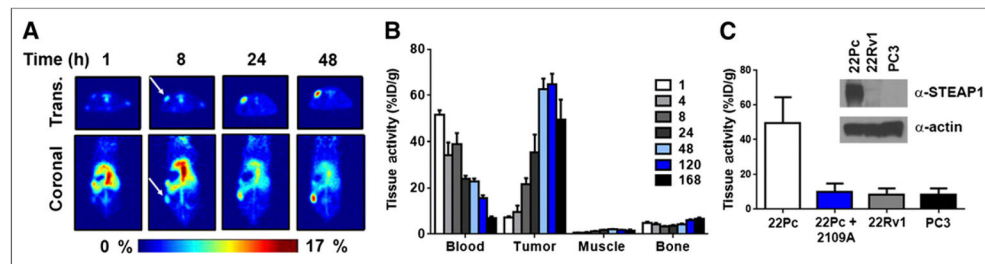 A
Time (h) 1 8 24 48
Trans.
Coronal
0 % 17 %
B
Tissue activity (%ID/g)
80
60
40
20
0
Blood Tumor Muscle Bone
1
4
8
24
48
120
168
C
Tissue activity (%ID/g)
80
60
40
20
0
22Pc
22Pc +
2109A
22Rv1
PC3
22Pc
22Rv1
PC3
α-STEAP1
α-actin